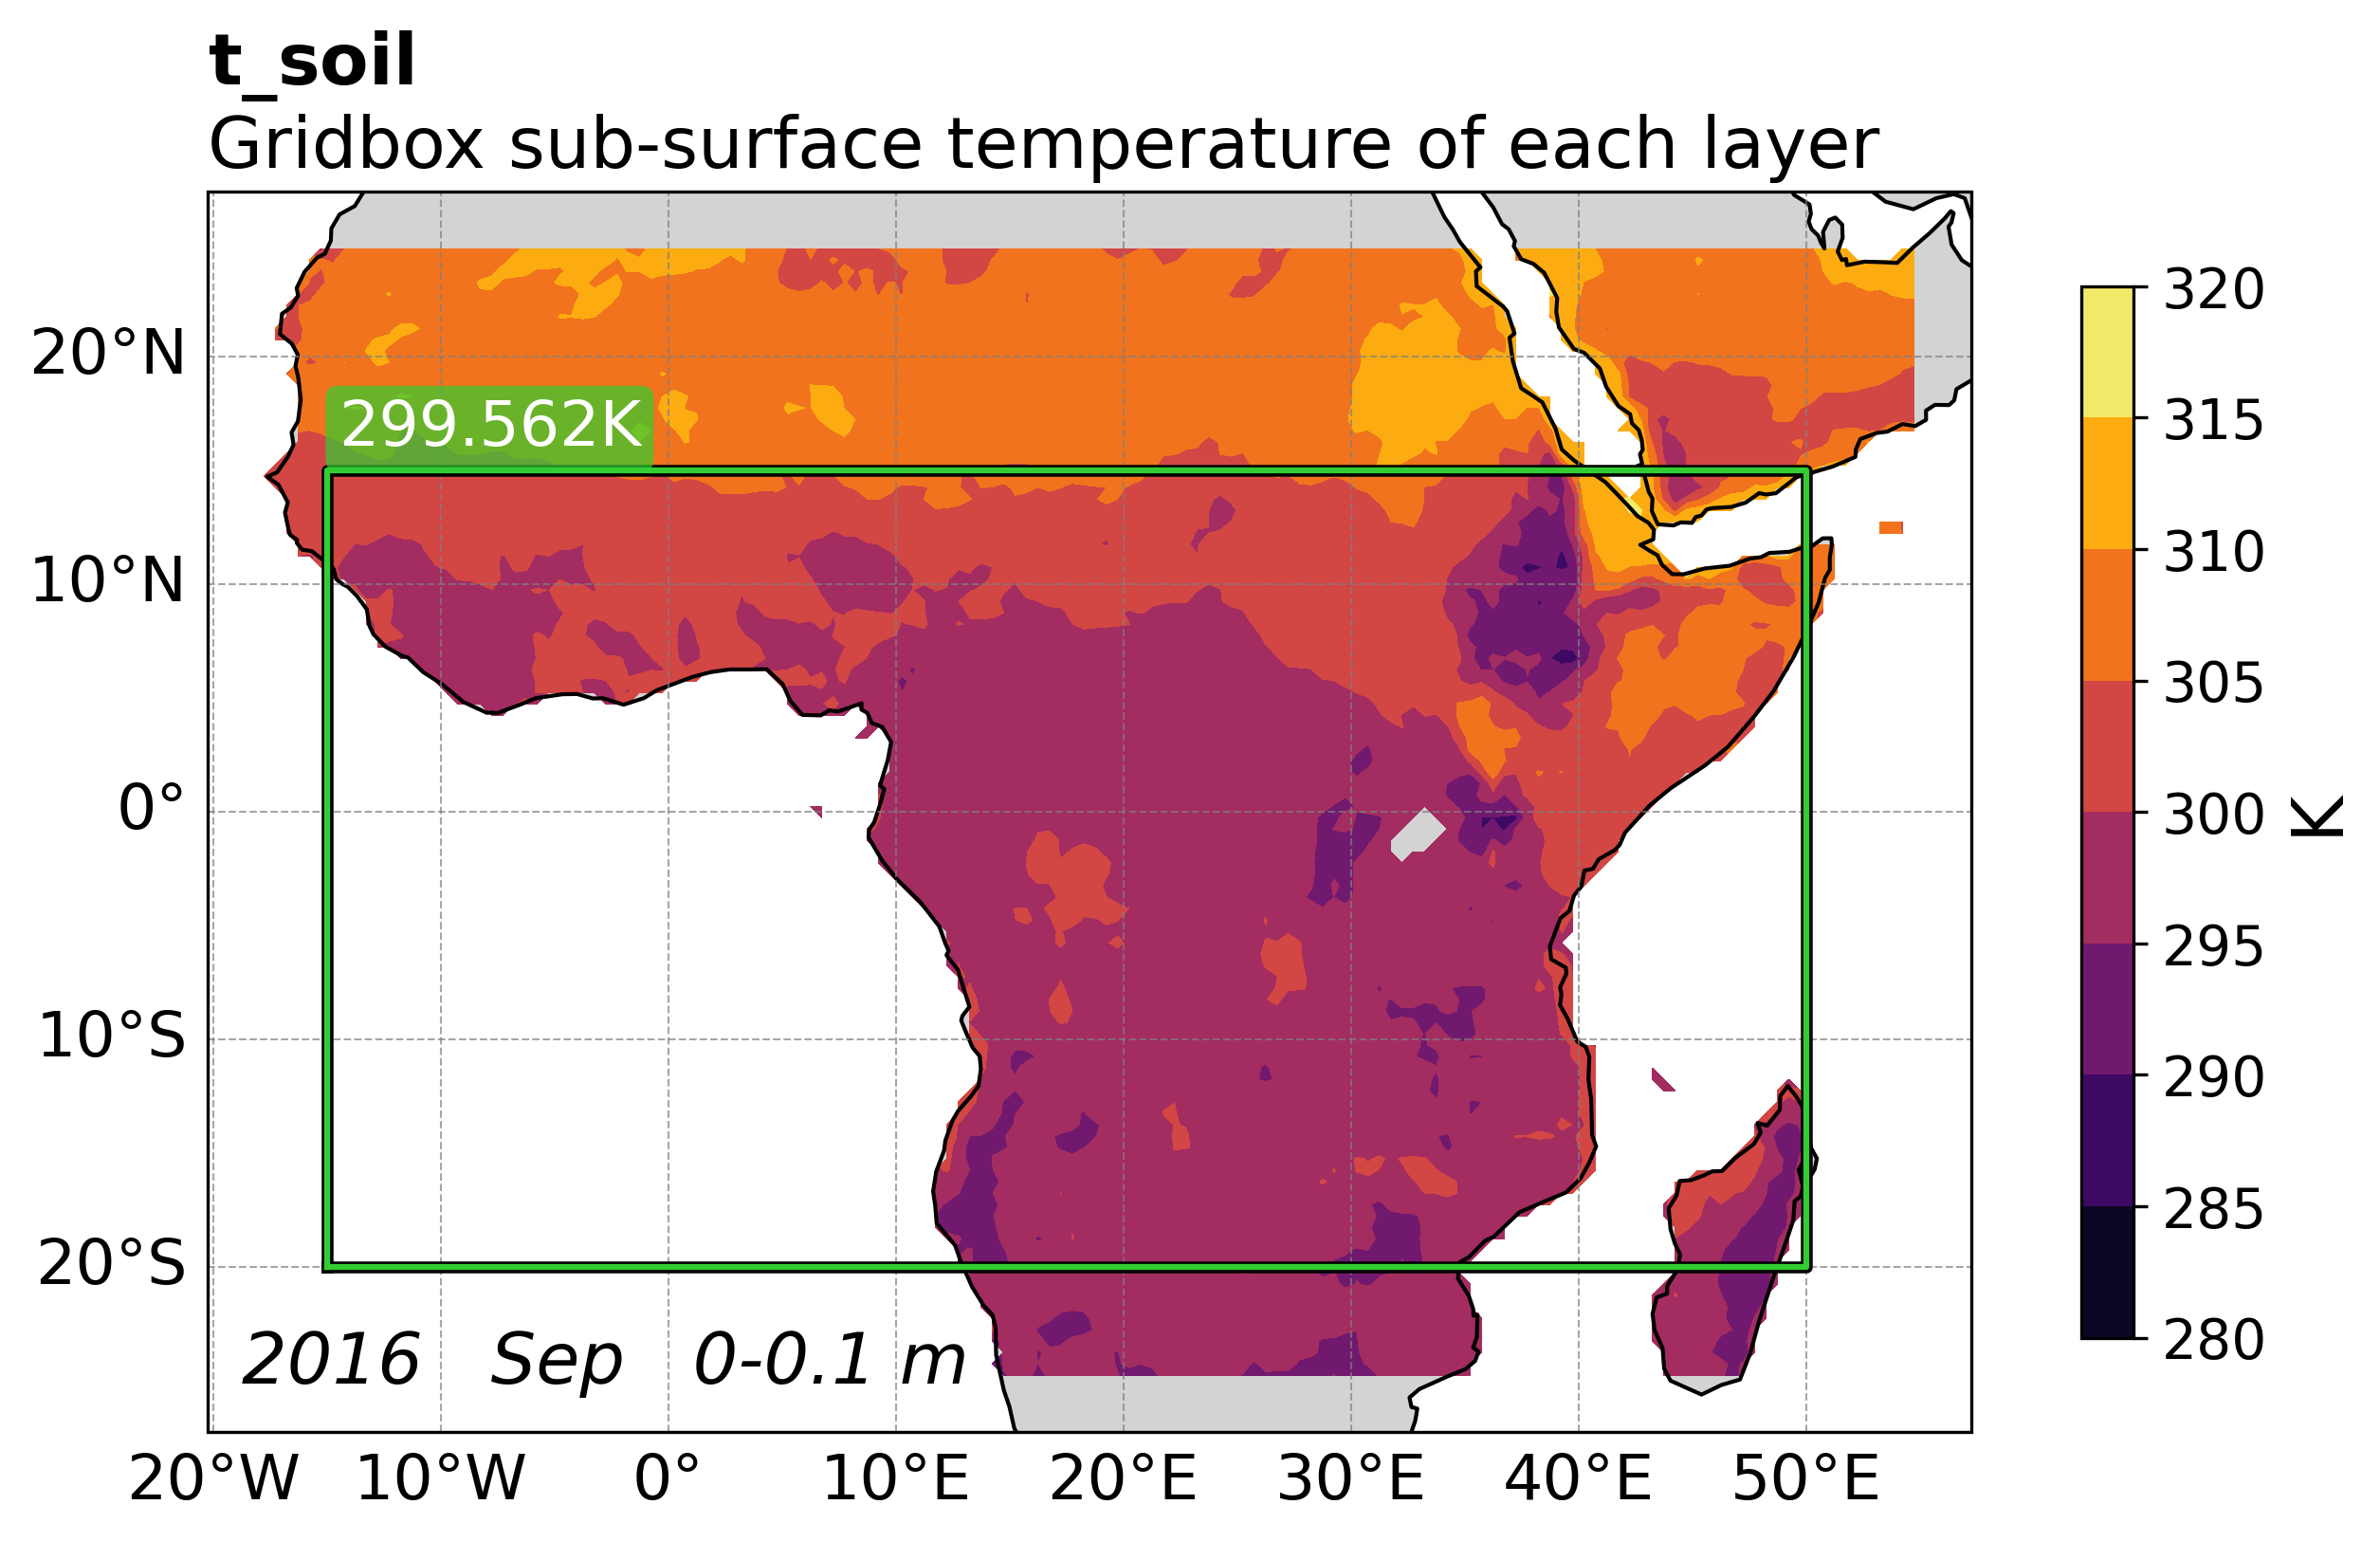 t_soil
Gridbox sub-surface temperature of each layer
20°N
10°N
0°
10°S
20°S
299.562K
2016 Sep 0-0.1 m
20°W 10°W 0° 10°E 20°E 30°E 40°E 50°E
320
315
310
305
300
295
290
285
280
K